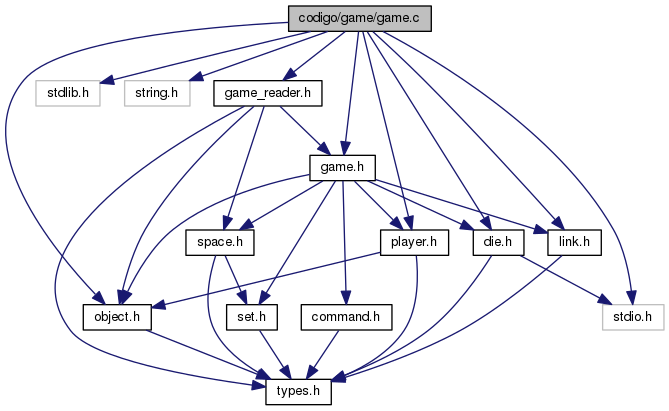 codigo/game/game.c
stdlib.h
string.h
game_reader.h
game.h
space.h
player.h
die.h
link.h
object.h
set.h
command.h
stdio.h
types.h